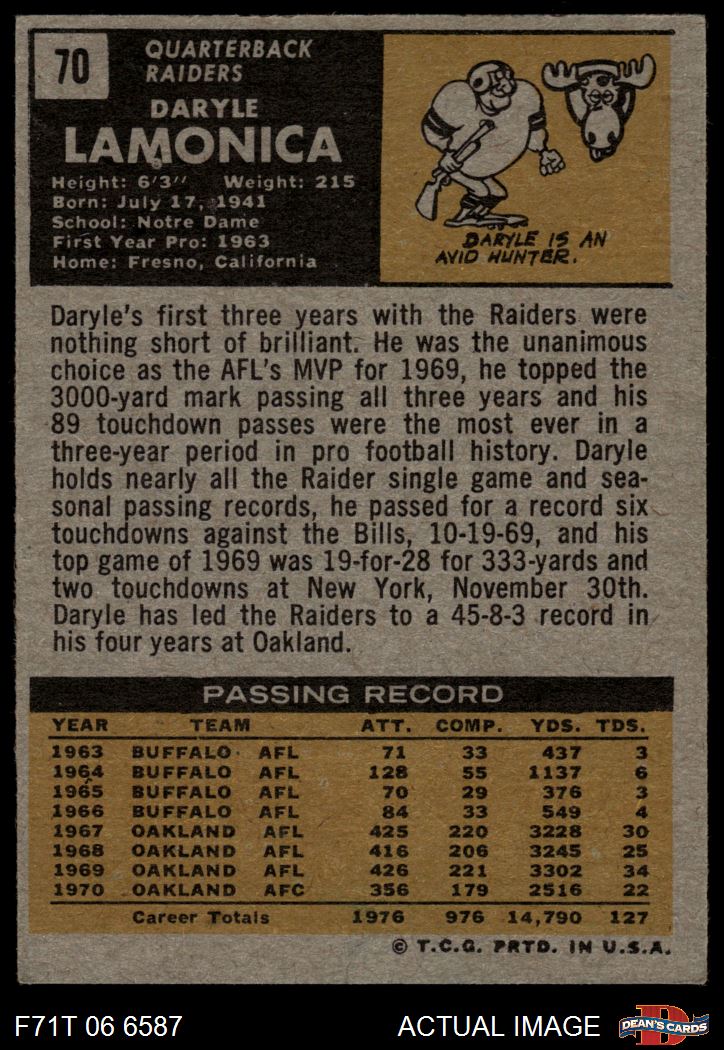 70
QUARTERBACK
RAIDERS
DARYLE
LAMONICA
Height: 6'3" Weight: 215
Born: July 17, 1941
School: Notre Dame
First Year Pro: 1963
Home: Fresno, California
DARYLE IS AN
AVID HUNTER.
Daryle's first three years with the Raiders were
nothing short of brilliant. He was the unanimous
choice as the AFL's MVP for 1969, he topped the
3000-yard mark passing all three years and his
89 touchdown passes were the most ever in a
three-year period in pro football history. Daryle
holds nearly all the Raider single game and sea-
sonal passing records, he passed for a record six
touchdowns against the Bills, 10-19-69, and his
top game of 1969 was 19-for-28 for 333-yards and
two touchdowns at New York, November 30th.
Daryle has led the Raiders to a 45-8-3 record in
his four years at Oakland.
PASSING RECORD
YEAR TEAM ATT. COMP. YDS. TDS.
1963 BUFFALO AFL 71 33 437 3
1964 BUFFALO AFL 128 55 1137 6
1965 BUFFALO AFL 70 29 376 3
1966 BUFFALO AFL 84 33 549 4
1967 OAKLAND AFL 425 220 3228 30
1968 OAKLAND AFL 416 206 3245 25
1969 OAKLAND AFL 426 221 3302 34
1970 OAKLAND AFC 356 179 2516 22
Career Totals 1976 976 14,790 127
© T.C.G. PRTD. IN U.S.A.
F71T 06 6587 ACTUAL IMAGE DEAN'S CARDS